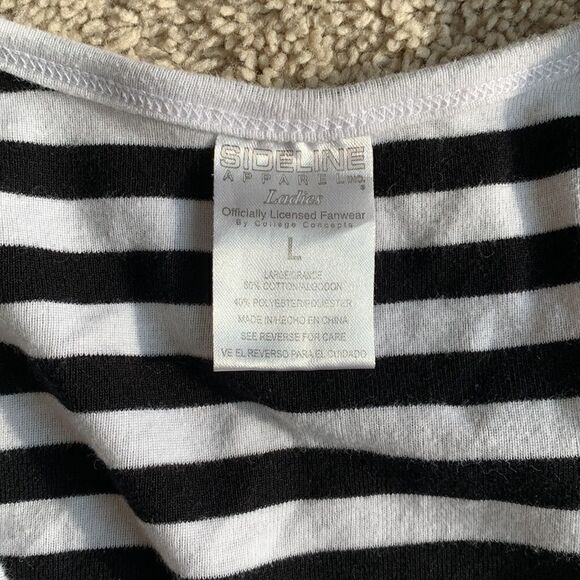 SIDELINE
APPAREL INC.
®
Ladies
Officially Licensed Fanwear
By College Concepts
L
LARGE/GRANDE
60% COTTON/ALGODON
40% POLYESTER/POLIESTER
MADE IN/HECHO EN CHINA
SEE REVERSE FOR CARE
VE EL REVERSO PARA EL CUIDADO